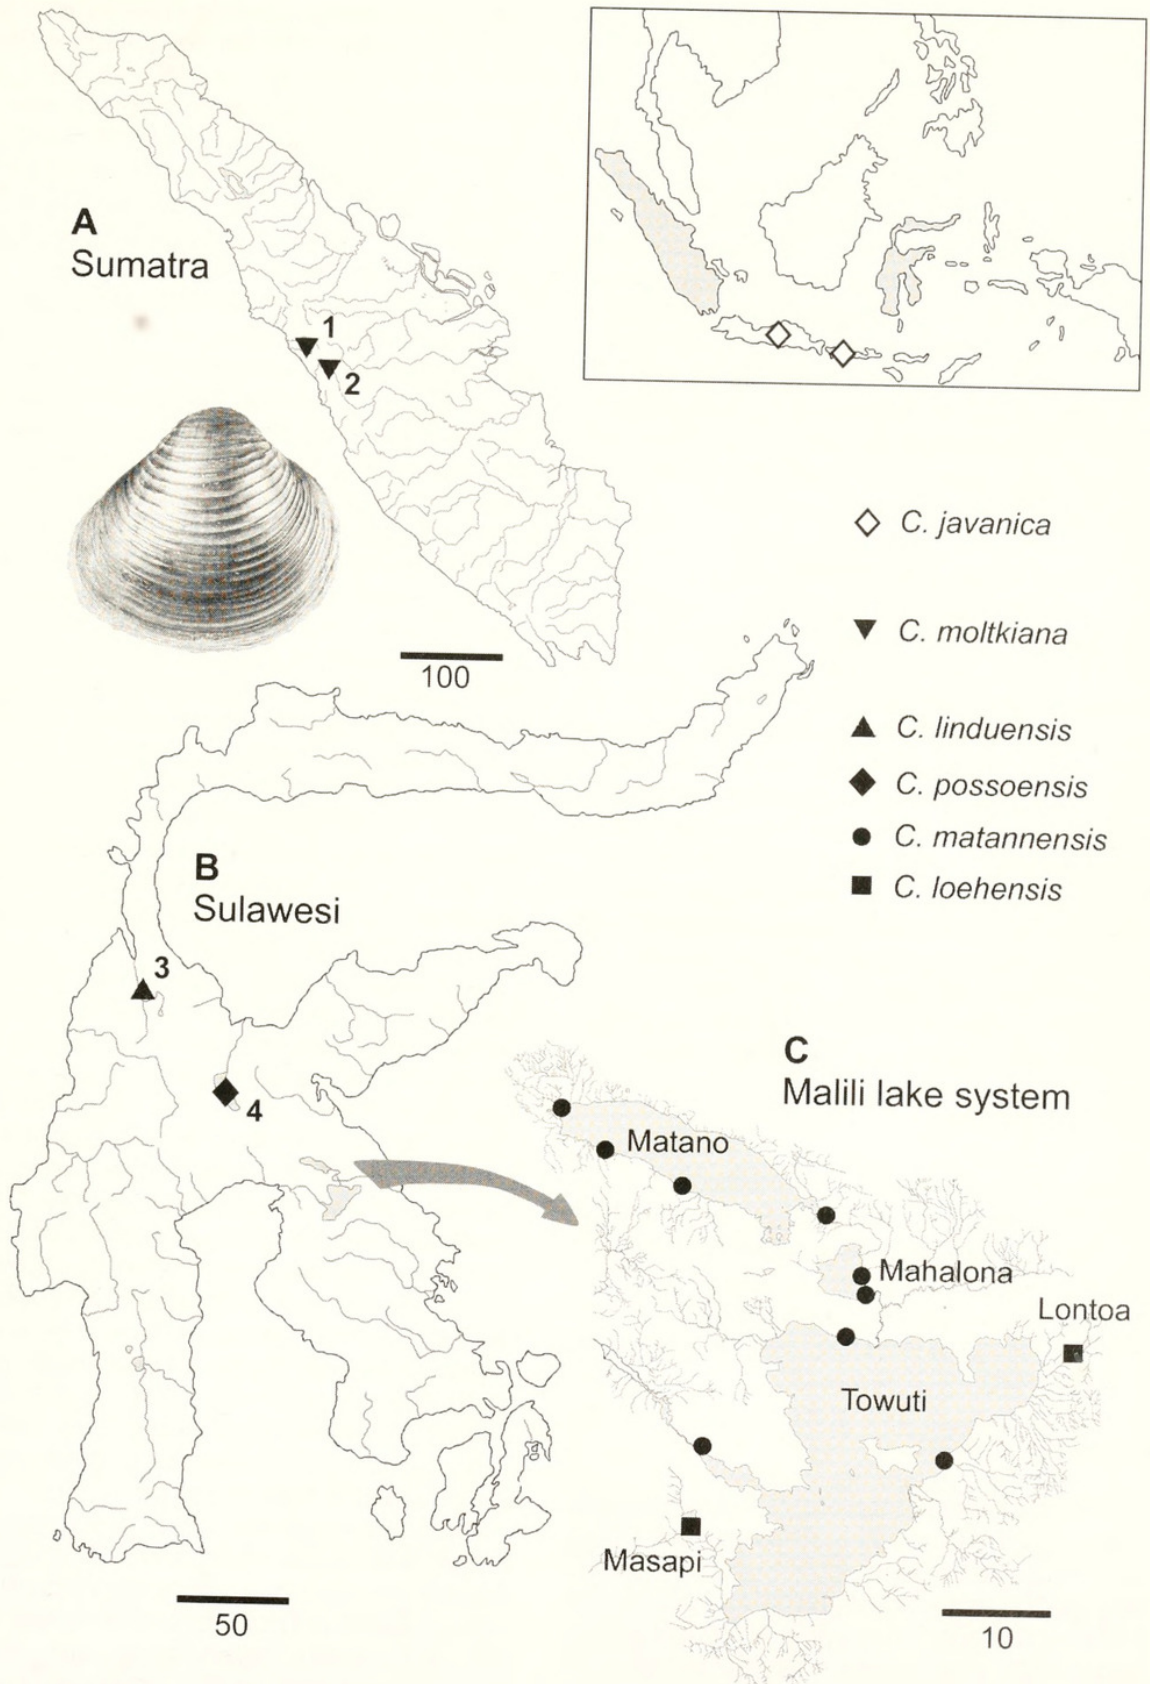 A
Sumatra
1
2
100
C. javanica
C. moltkiana
C. linduensis
C. possoensis
C. matannensis
C. loehensis
B
Sulawesi
3
4
50
C
Malili lake system
Matano
Mahalona
Lontoa
Towuti
Masapi
10